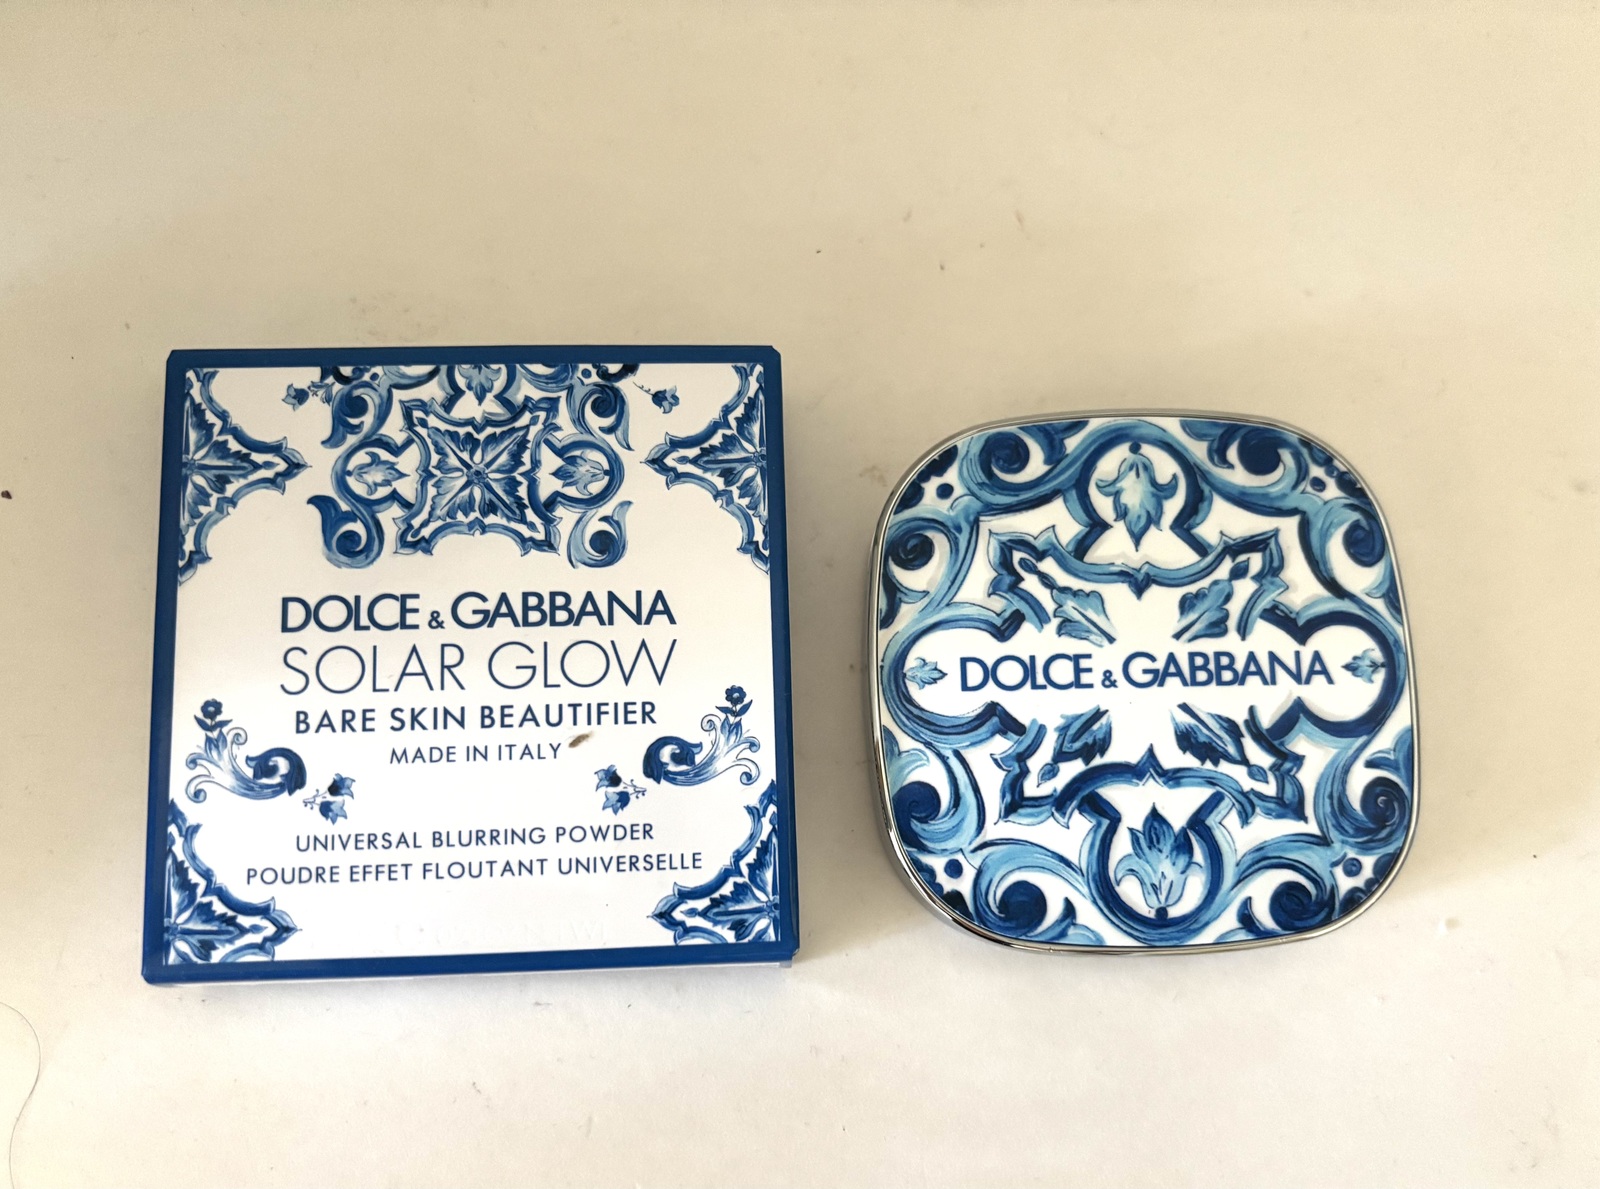 DOLCE & GABBANA
SOLAR GLOW
BARE SKIN BEAUTIFIER
MADE IN ITALY
UNIVERSAL BLURRING POWDER
POUDRE EFFET FLOUTANT UNIVERSELLE
DOLCE & GABBANA